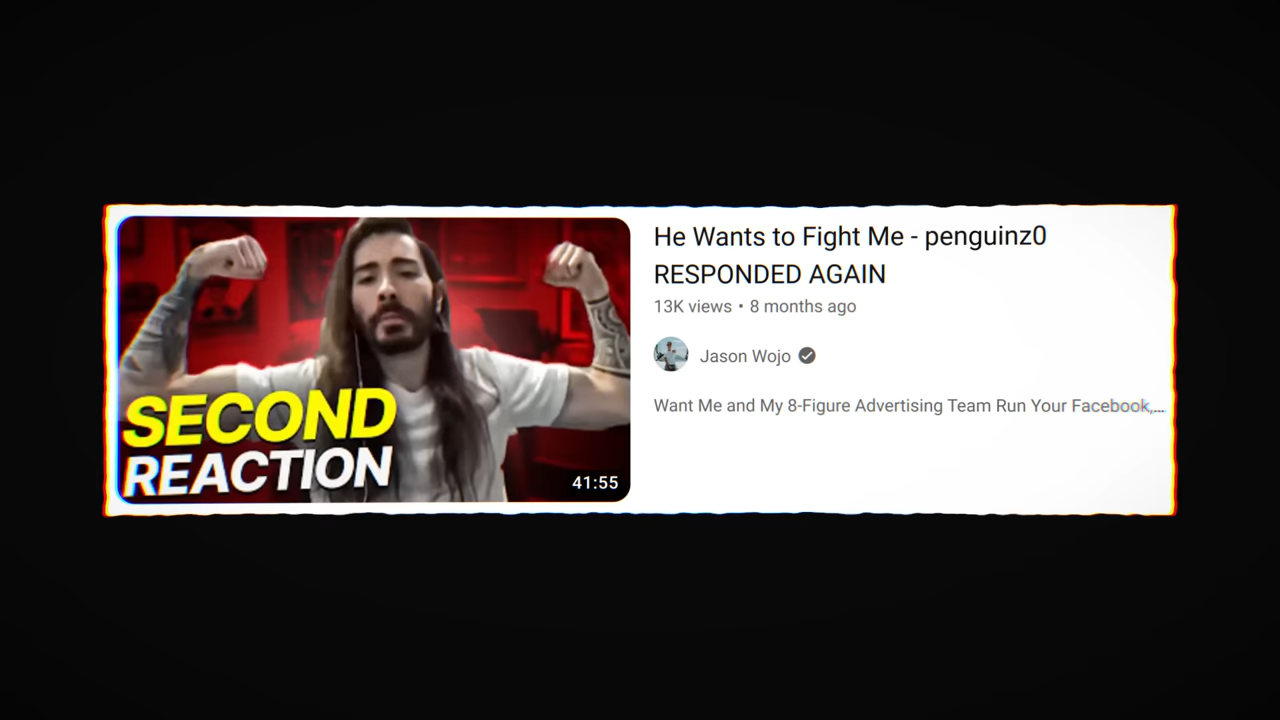 SECOND
REACTION
41:55
He Wants to Fight Me - penguinz0
RESPONDED AGAIN
13K views • 8 months ago
Jason Wojo
Want Me and My 8-Figure Advertising Team Run Your Facebook,...